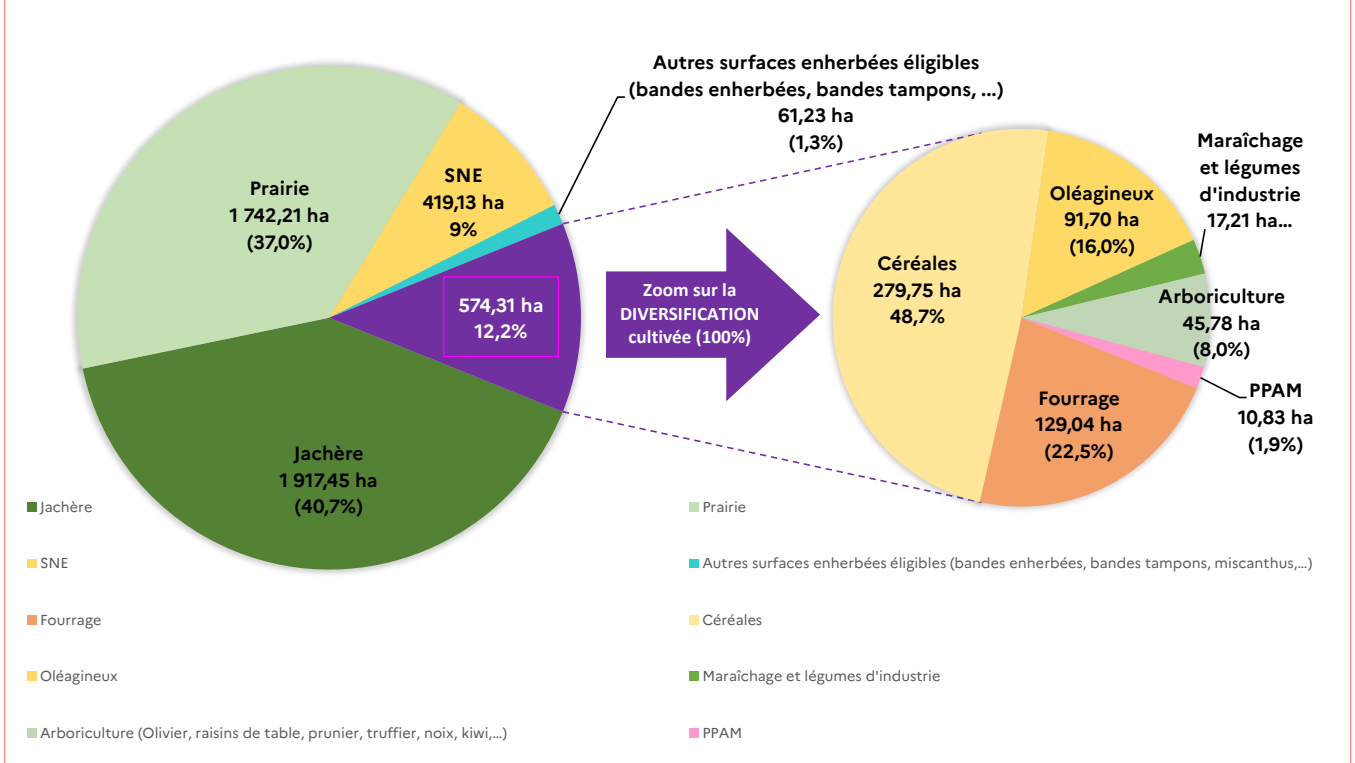 Autres surfaces enherbées éligibles
(bandes enherbées, bandes tampons, ...)
61,23 ha
(1,3%)
Prairie
1 742,21 ha
(37,0%)
SNE
419,13 ha
9%
574,31 ha
12,2%
Jachère
1 917,45 ha
(40,7%)
Zoom sur la
DIVERSIFICATION
cultivée (100%)
Céréales
279,75 ha
48,7%
Oléagineux
91,70 ha
(16,0%)
Maraîchage
et légumes
d'industrie
17,21 ha...
Arboriculture
45,78 ha
(8,0%)
PPAM
10,83 ha
(1,9%)
Fourrage
129,04 ha
(22,5%)
Jachère
Prairie
SNE
Autres surfaces enherbées éligibles (bandes enherbées, bandes tampons, miscanthus,...)
Fourrage
Céréales
Oléagineux
Maraîchage et légumes d'industrie
Arboriculture (Olivier, raisins de table, prunier, truffier, noix, kiwi,...)
PPAM